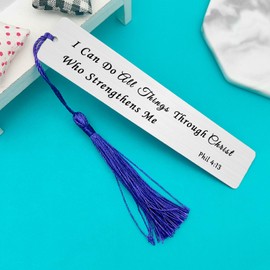 I Can Do All Things Through Christ
Who Strengthens Me
Phil 4:13